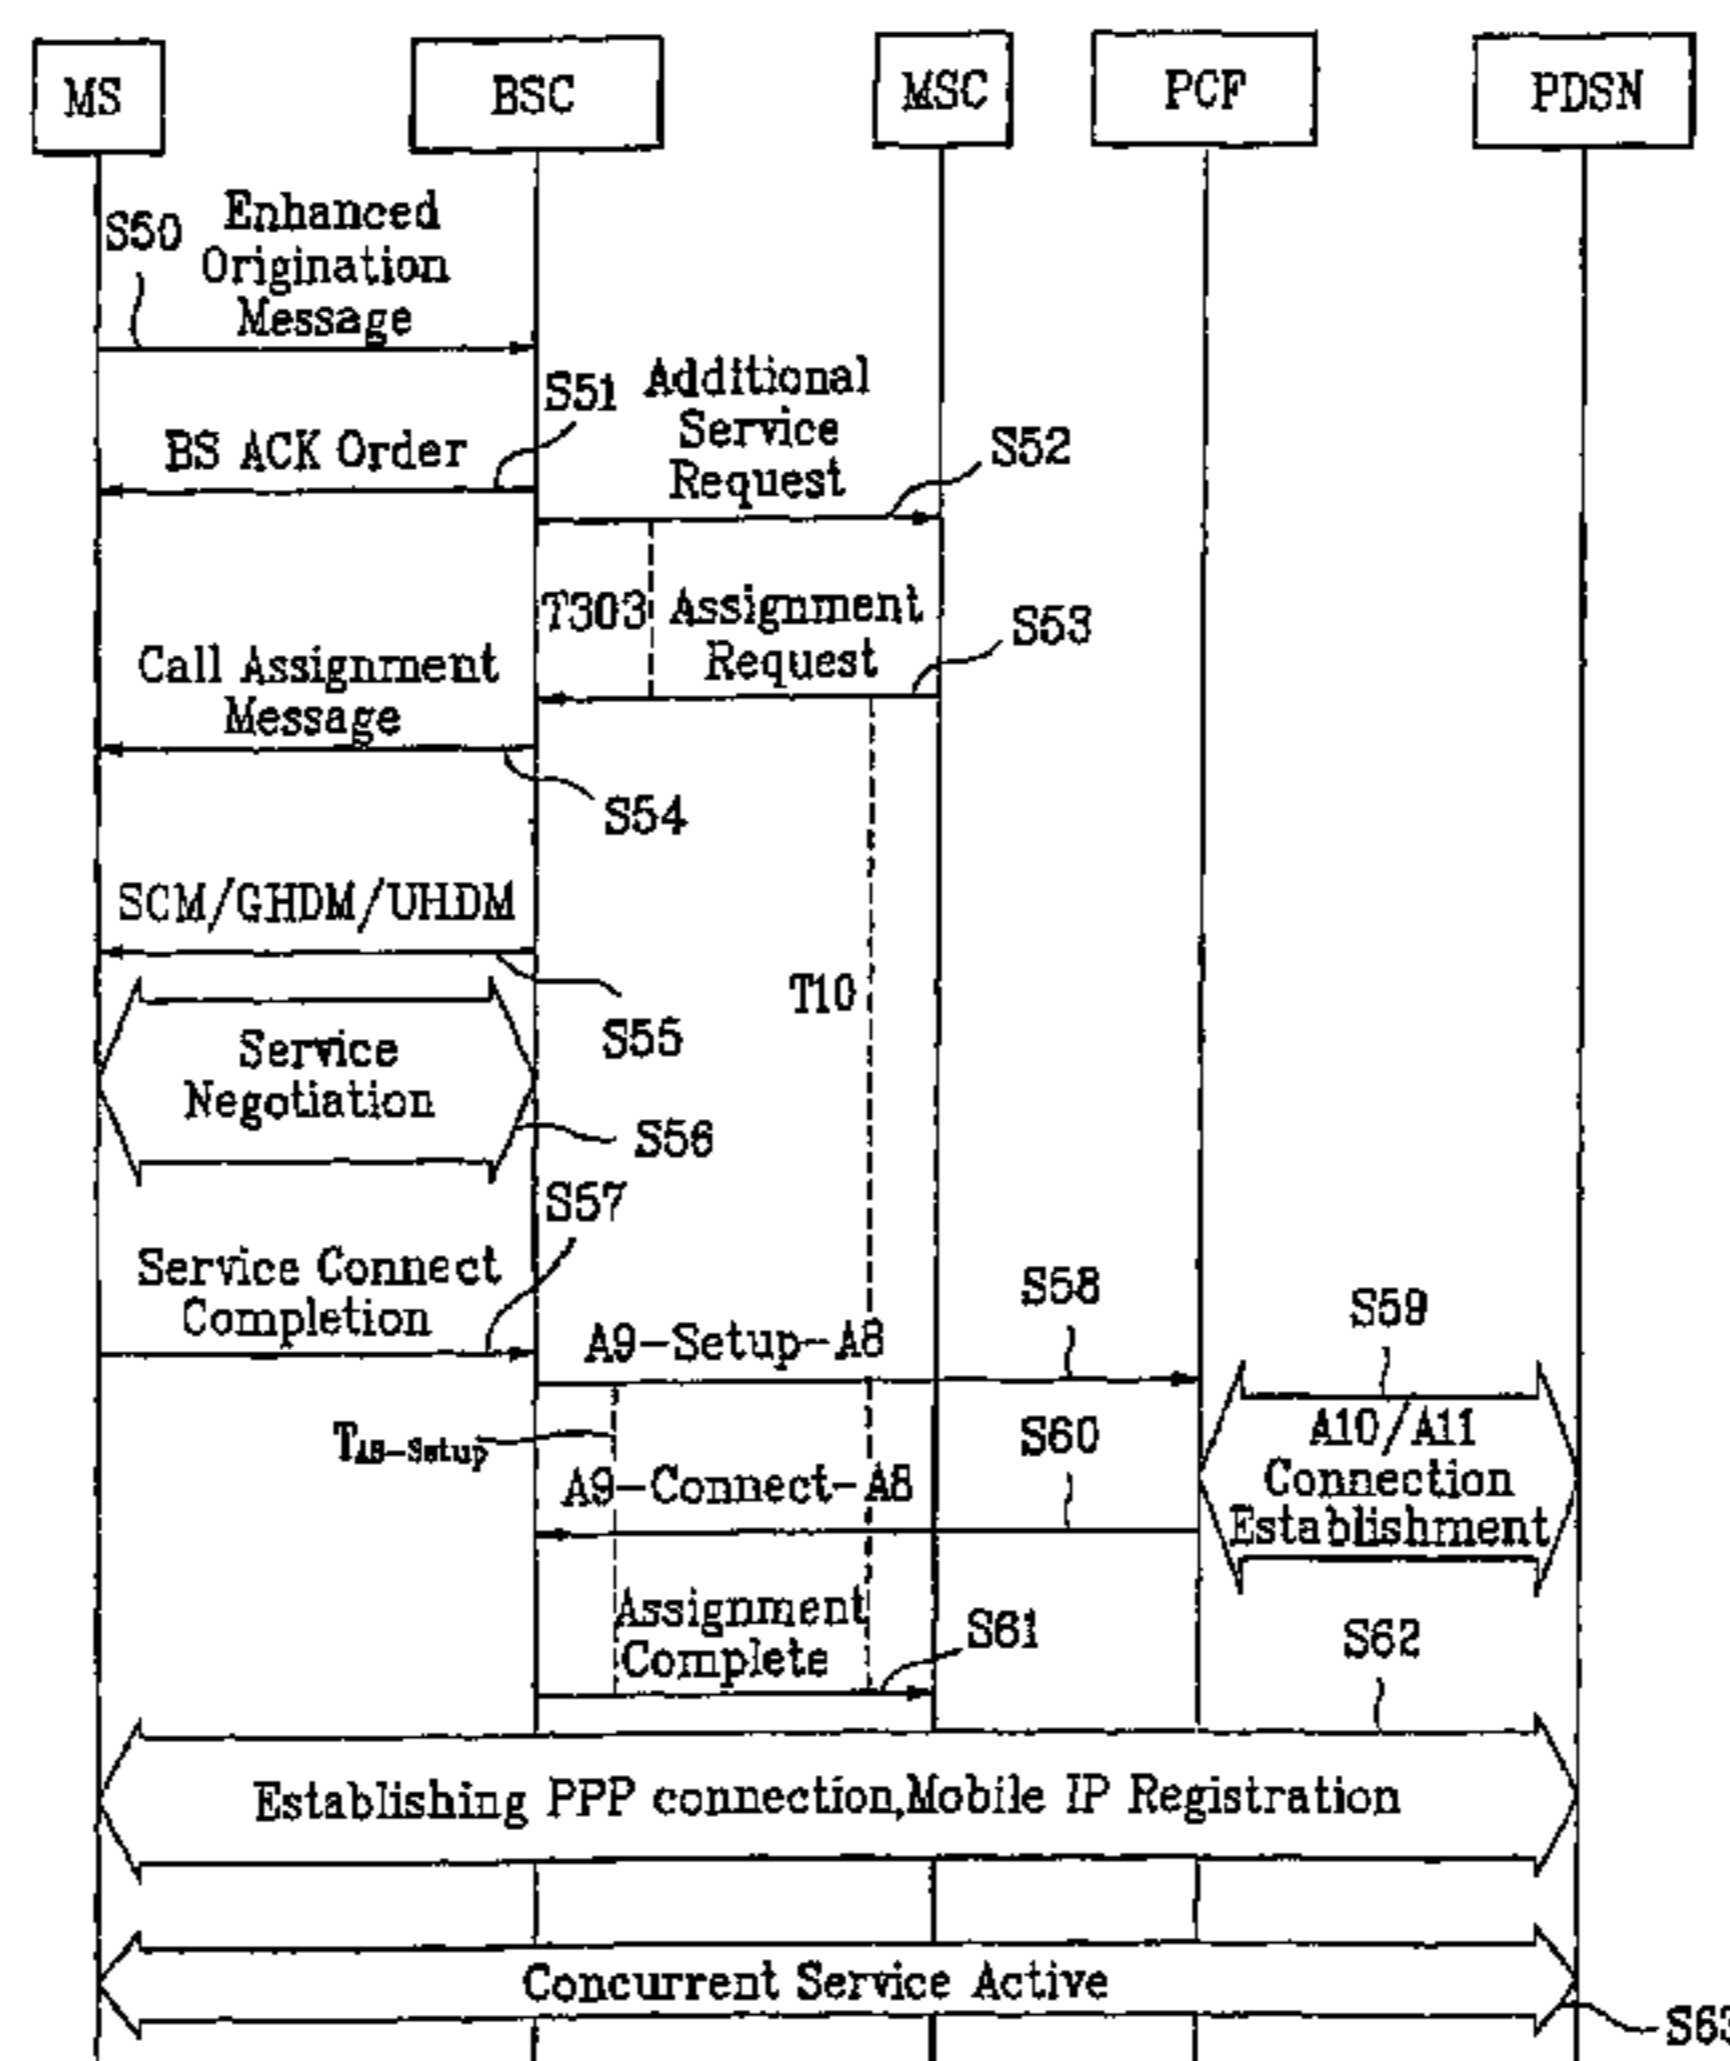 MS
BSC
MSC
PCF
PDSN
S50
Enhanced
Origination
Message
S51
Additional
Service
Request
S52
BS ACK Order
T303
Assignment
Request
S53
Call Assignment
Message
S54
SCM/GHDM/UHDM
S55
T10
Service
Negotiation
S56
S57
Service Connect
Completion
A9-Setup-A8
S58
S59
TA8-Setup
A10/A11
Connection
Establishment
A9-Connect-A8
S60
Assignment
Complete
S61
S62
Establishing PPP connection,Mobile IP Registration
Concurrent Service Active
S63